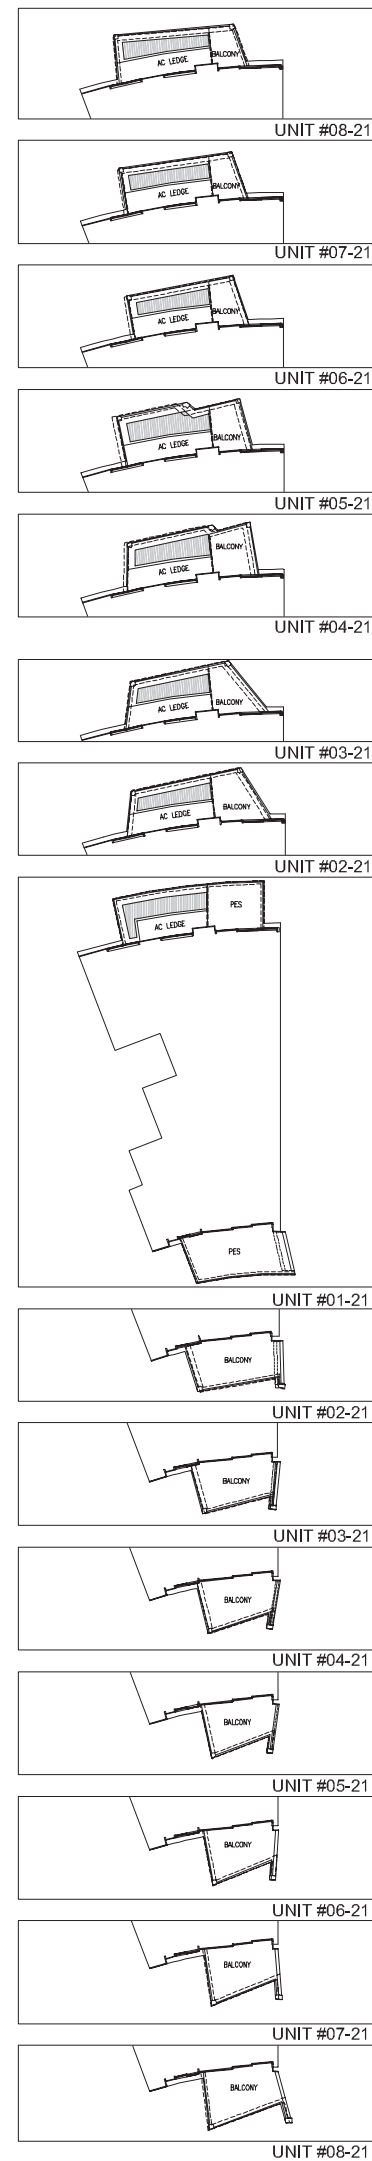 BALCONY
AC LEDGE
UNIT #08-21
BALCONY
AC LEDGE
UNIT #07-21
BALCONY
AC LEDGE
UNIT #06-21
BALCONY
AC LEDGE
UNIT #05-21
BALCONY
AC LEDGE
UNIT #04-21
BALCONY
AC LEDGE
UNIT #03-21
BALCONY
AC LEDGE
UNIT #02-21
PES
AC LEDGE
PES
UNIT #01-21
BALCONY
UNIT #02-21
BALCONY
UNIT #03-21
BALCONY
UNIT #04-21
BALCONY
UNIT #05-21
BALCONY
UNIT #06-21
BALCONY
UNIT #07-21
BALCONY
UNIT #08-21